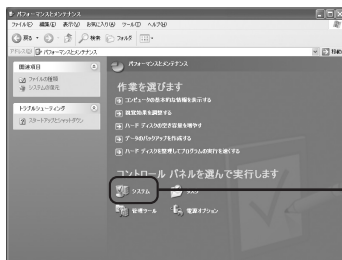 パフォーマンスとメンテナンス
ファイル(F) 編集(E) 表示(V) お気に入り(A) ツール(T) ヘルプ(H)
戻る 検索 フォルダ
アドレス(D) パフォーマンスとメンテナンス 移動
関連項目
ファイルの種類
システムの復元
トラブルシューティング
スタートアップとシャットダウン
パフォーマンスとメンテナンス
作業を選びます
コンピュータの基本的な情報を表示する
視覚効果を調整する
ハード ディスクの空き容量を増やす
データのバックアップを作成する
ハード ディスクを整理してプログラムの実行を速くする
コントロール パネルを選んで実行します
システム
タスク
管理ツール
電源オプション